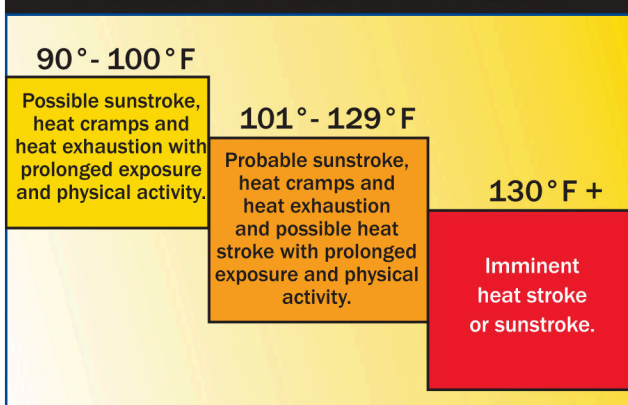 90°- 100°F
Possible sunstroke,
heat cramps and
heat exhaustion with
prolonged exposure
and physical activity.
101°- 129°F
Probable sunstroke,
heat cramps and
heat exhaustion
and possible heat
stroke with prolonged
exposure and physical
activity.
130°F +
Imminent
heat stroke
or sunstroke.